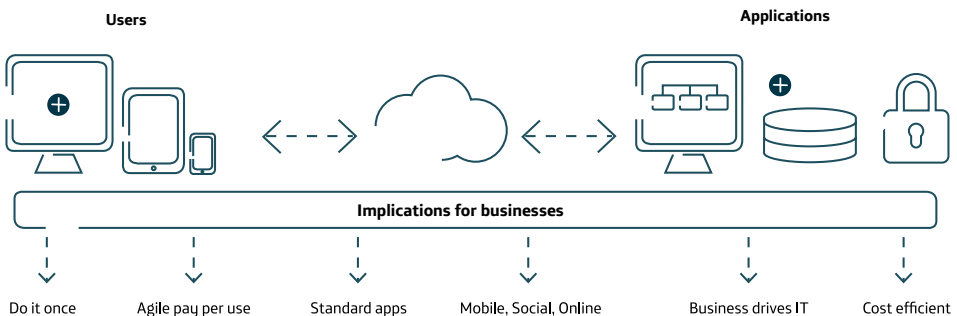 Users
Applications
Implications for businesses
Do it once
Agile pay per use
Standard apps
Mobile, Social, Online
Business drives IT
Cost efficient